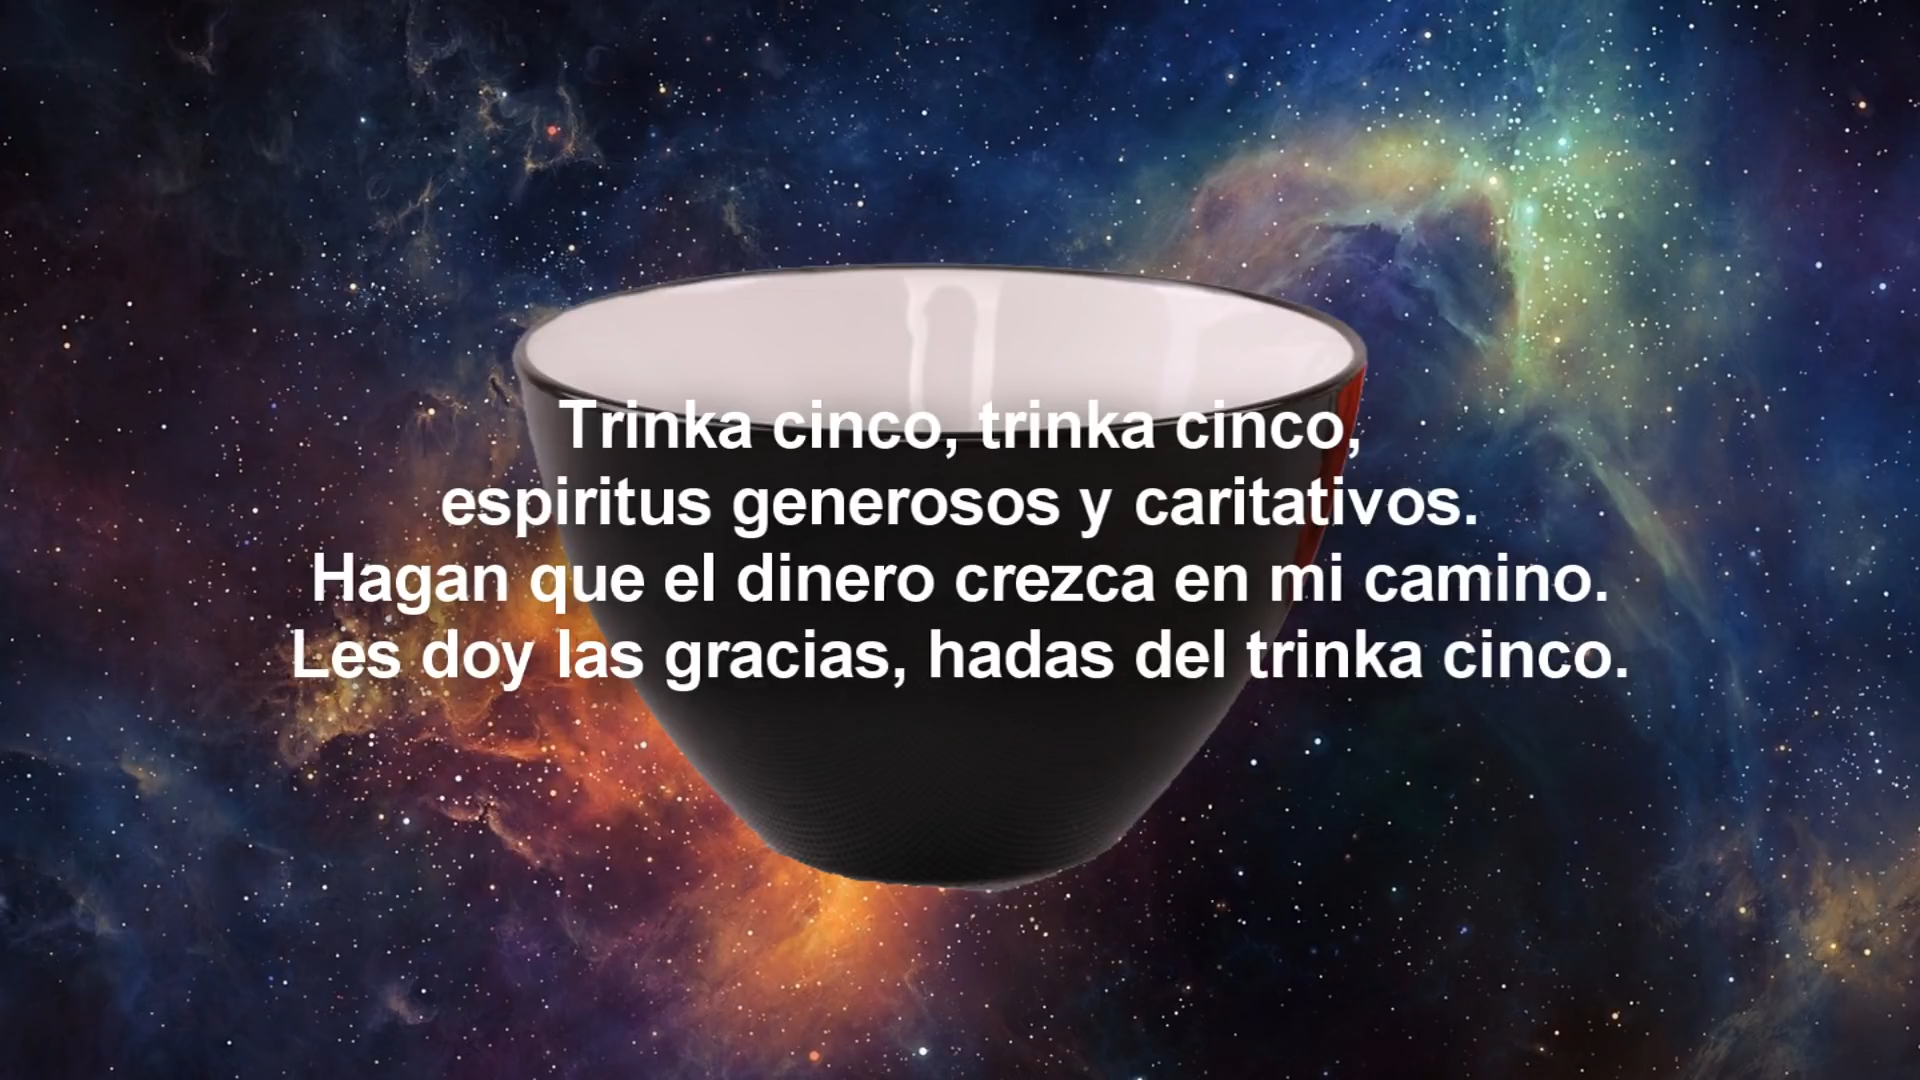 Trinka cinco, trinka cinco,
espiritus generosos y caritativos.
Hagan que el dinero crezca en mi camino.
Les doy las gracias, hadas del trinka cinco.